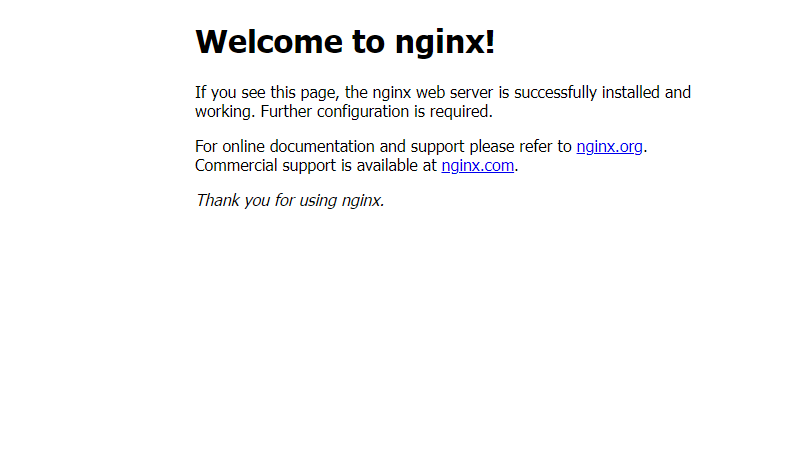 Welcome to nginx!
If you see this page, the nginx web server is successfully installed and
working. Further configuration is required.
For online documentation and support please refer to nginx.org.
Commercial support is available at nginx.com.
Thank you for using nginx.